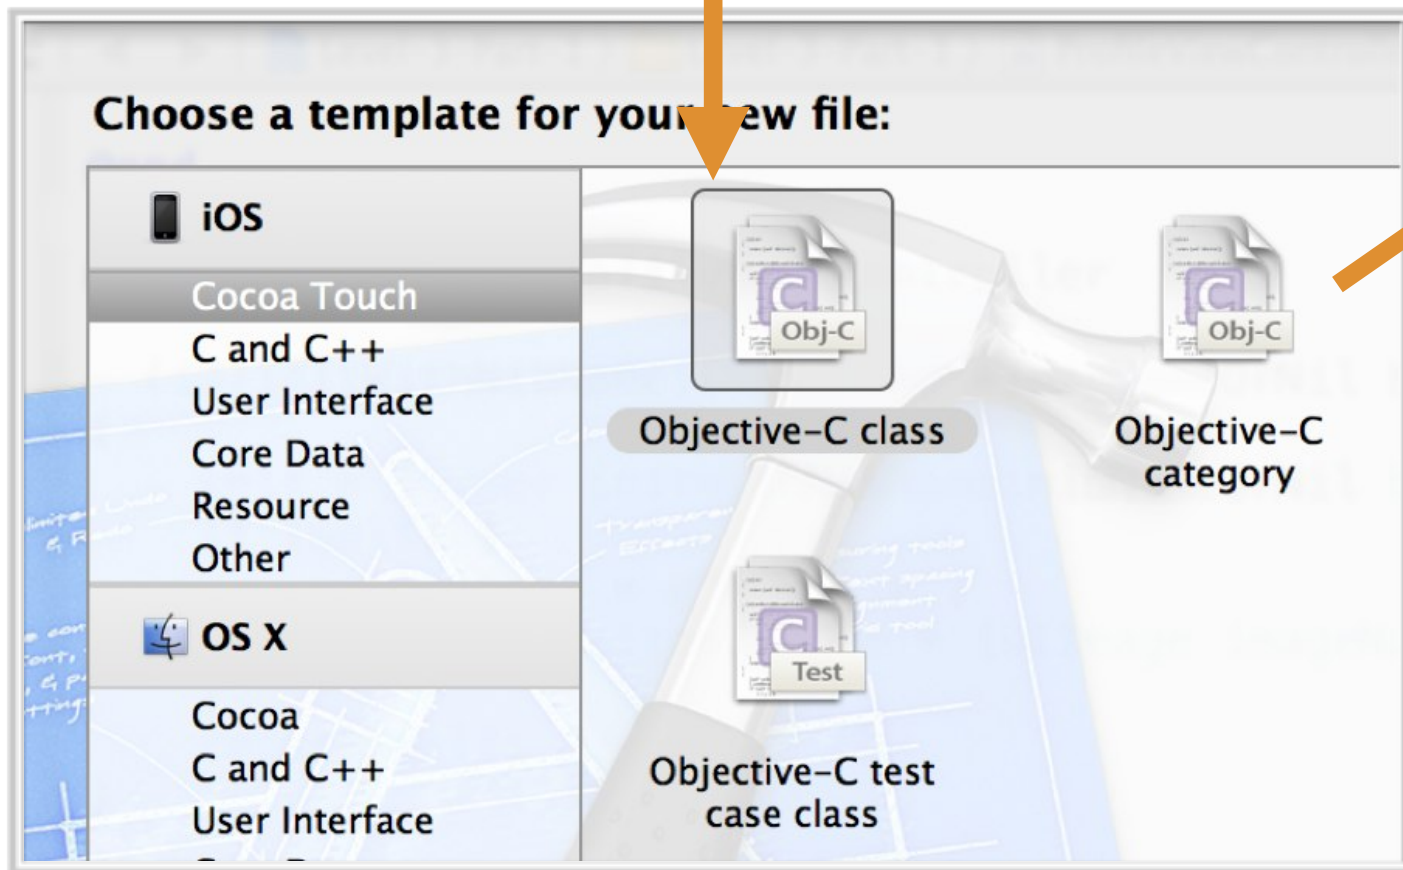 Choose a template for your new file:
iOS
Cocoa Touch
C and C++
User Interface
Core Data
Resource
Other
OS X
Cocoa
C and C++
User Interface
Obj-C
Objective-C class
Obj-C
Objective-C
category
Test
Objective-C test
case class